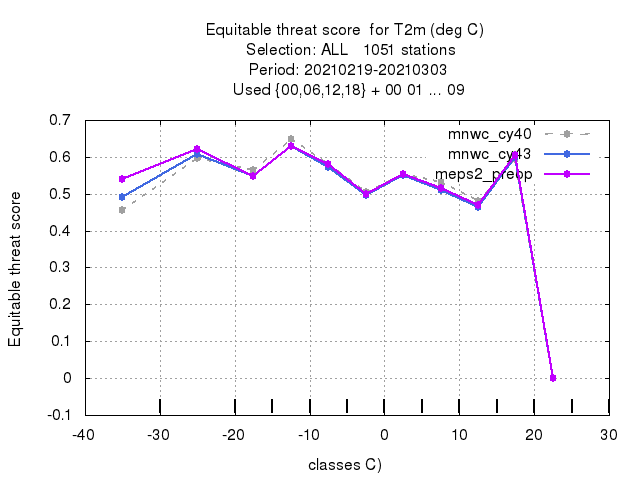 Equitable threat score  for T2m (deg C)
Selection: ALL   1051 stations
Period: 20210219-20210303
Used {00,06,12,18} + 00 01 ... 09
mnwc_cy40
mnwc_cy43
meps2_preop
Equitable threat score
0.7
0.6
0.5
0.4
0.3
0.2
0.1
0
-0.1
-40 -30 -20 -10 0 10 20 30
classes C)